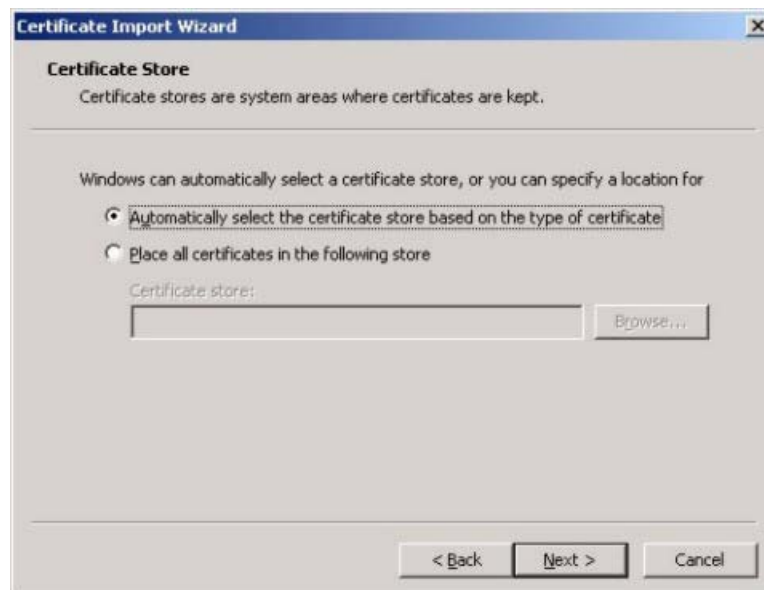 Certificate Import Wizard
Certificate Store
Certificate stores are system areas where certificates are kept.
Windows can automatically select a certificate store, or you can specify a location for
Automatically select the certificate store based on the type of certificate
Place all certificates in the following store
Certificate store:
Browse...
< Back
Next >
Cancel